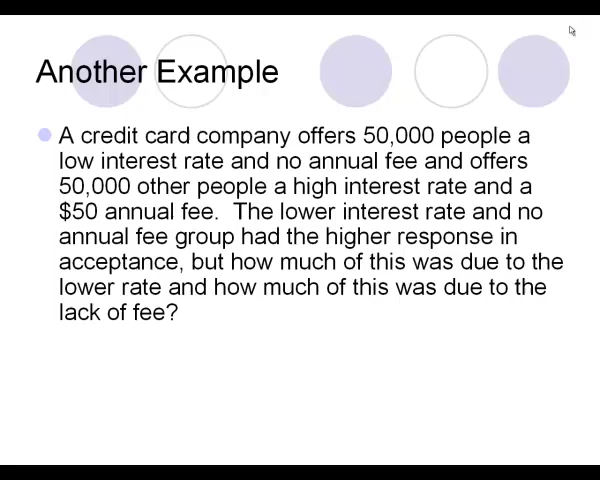 Another Example
A credit card company offers 50,000 people a
low interest rate and no annual fee and offers
50,000 other people a high interest rate and a
$50 annual fee. The lower interest rate and no
annual fee group had the higher response in
acceptance, but how much of this was due to the
lower rate and how much of this was due to the
lack of fee?